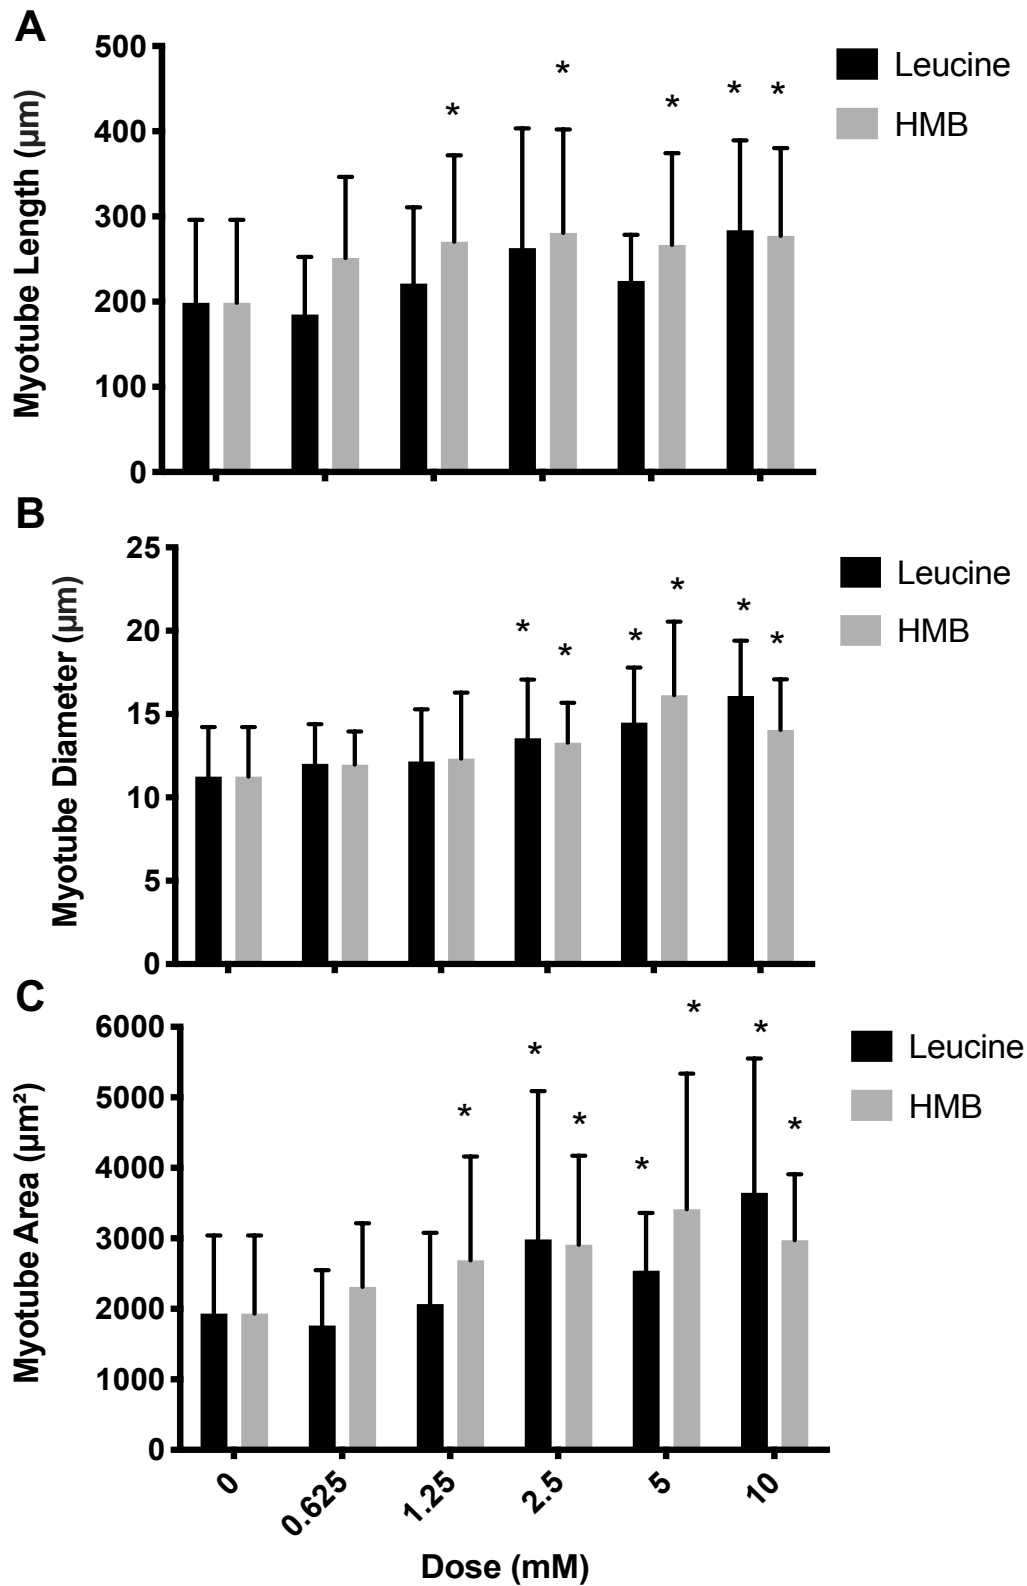 A
500
400
300
200
100
0
Myotube Length (µm)
* * * * *
Leucine
HMB
B
25
20
15
10
5
0
Myotube Diameter (µm)
* * * * * *
Leucine
HMB
C
6000
5000
4000
3000
2000
1000
0
Myotube Area (µm²)
* * * * * * *
Leucine
HMB
0 0.625 1.25 2.5 5 10
Dose (mM)